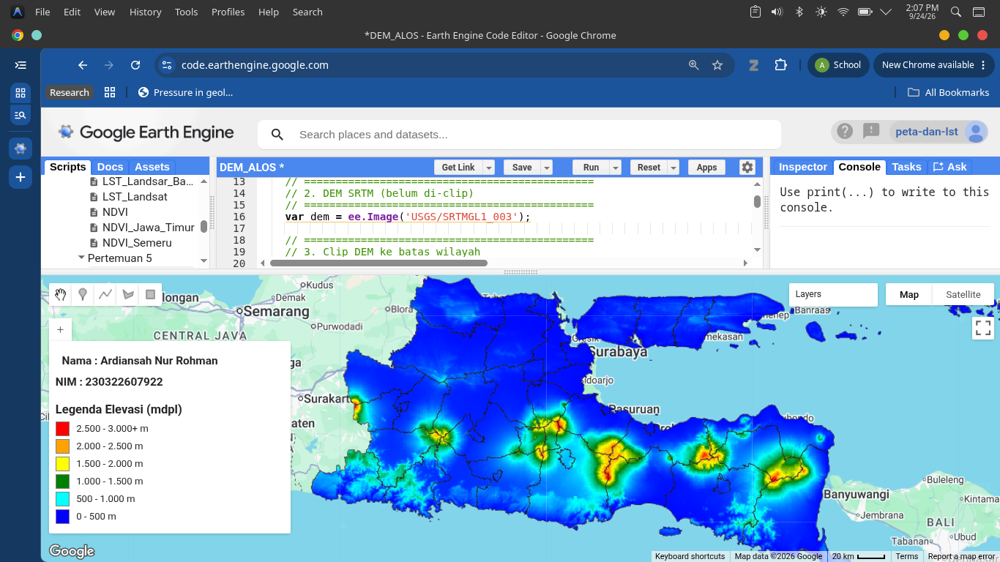 File Edit View History Tools Profiles Help Search
2:07 PM
9/24/26
*DEM_ALOS - Earth Engine Code Editor - Google Chrome
code.earthengine.google.com
A School
New Chrome available
Research
Pressure in geol...
All Bookmarks
Google Earth Engine
Search places and datasets...
peta-dan-lst
Scripts Docs Assets
LST_Landsar_Ba...
LST_Landsat
NDVI
NDVI_Jawa_Timur
NDVI_Semeru
Pertemuan 5
DEM_ALOS *
Get Link Save Run Reset Apps
13 // ==============================================
14 // 2. DEM SRTM (belum di-clip)
15 // ==============================================
16 var dem = ee.Image('USGS/SRTMGL1_003');
17
18 // ==============================================
19 // 3. Clip DEM ke batas wilayah
20
Inspector Console Tasks Ask
Use print(...) to write to this
console.
Layers
Map Satellite
+
Nama : Ardiansah Nur Rohman
NIM : 230322607922
Legenda Elevasi (mdpl)
2.500 - 3.000+ m
2.000 - 2.500 m
1.500 - 2.000 m
1.000 - 1.500 m
500 - 1.000 m
0 - 500 m
Kudus
longan
Demak
Semarang
Blora
Purwodadi
CENTRAL JAVA
ga
Surakart
aten
Gresik
Surabaya
idoarjo
Pasuruan
Prob
bondo
mekasan
nenep
Banraas
Banyuwangi
Buleleng
Kintama
Jembrana
BALI
Tabanan
Ubud
Google
Keyboard shortcuts
Map data ©2026 Google
20 km
Terms
Report a map error